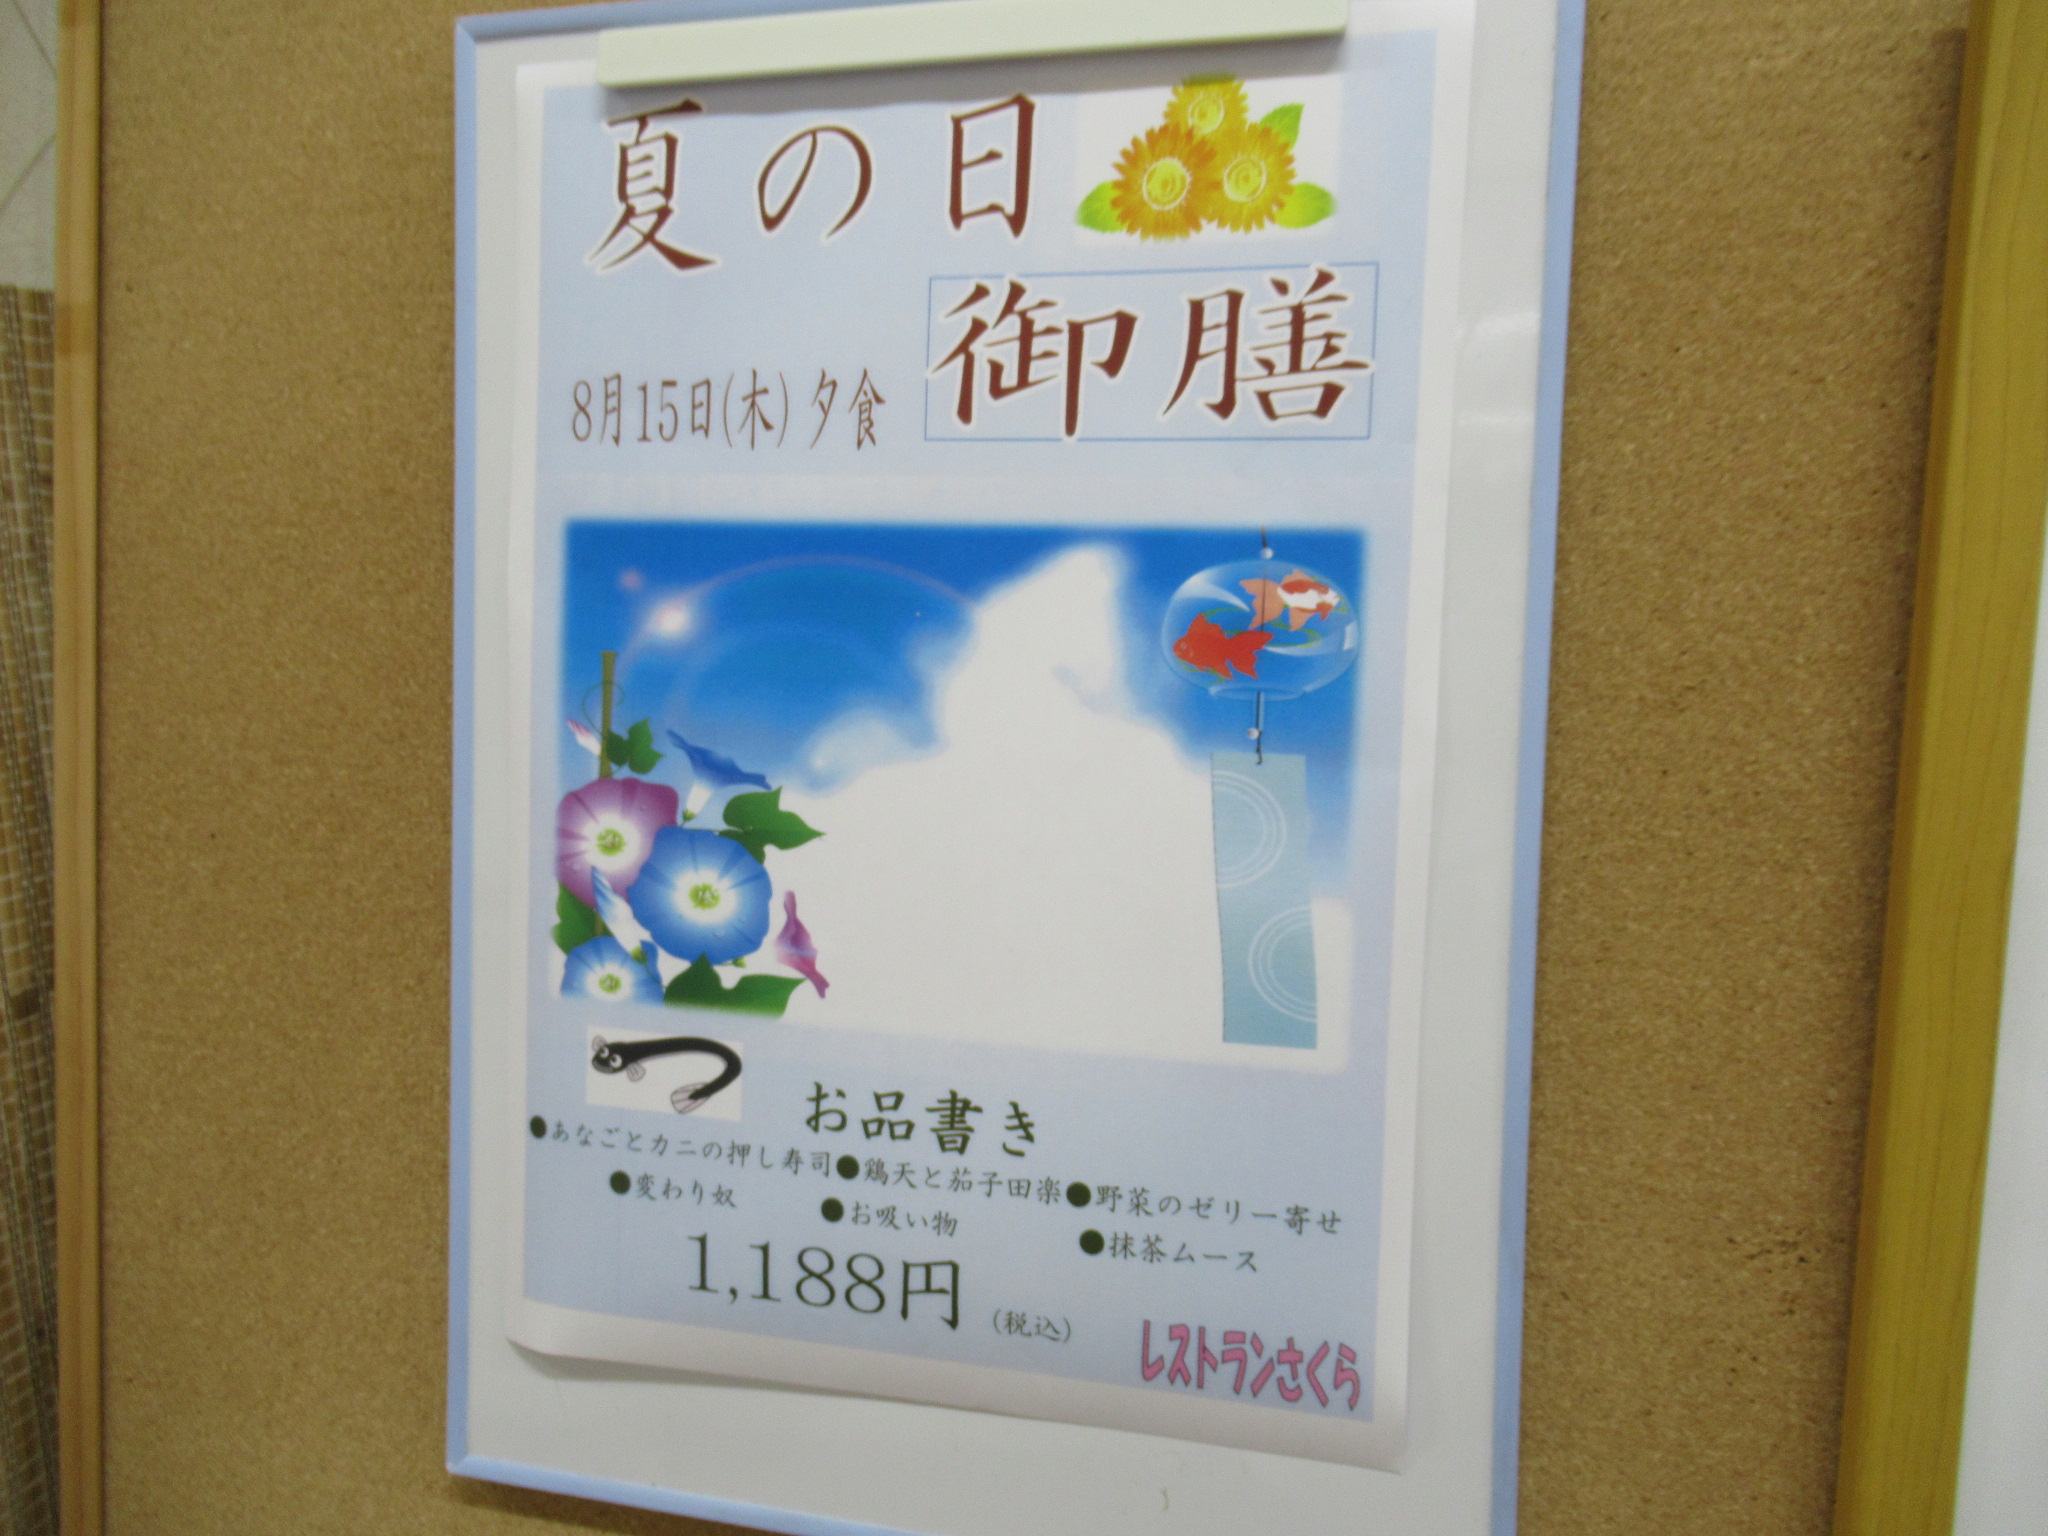 夏の日
御膳
8月15日(木) 夕食
お品書き
●あなごとカニの押し寿司●鶏天と茄子田楽●野菜のゼリー寄せ
●変わり奴 ●お吸い物 ●抹茶ムース
1,188円 (税込)
レストランさくら